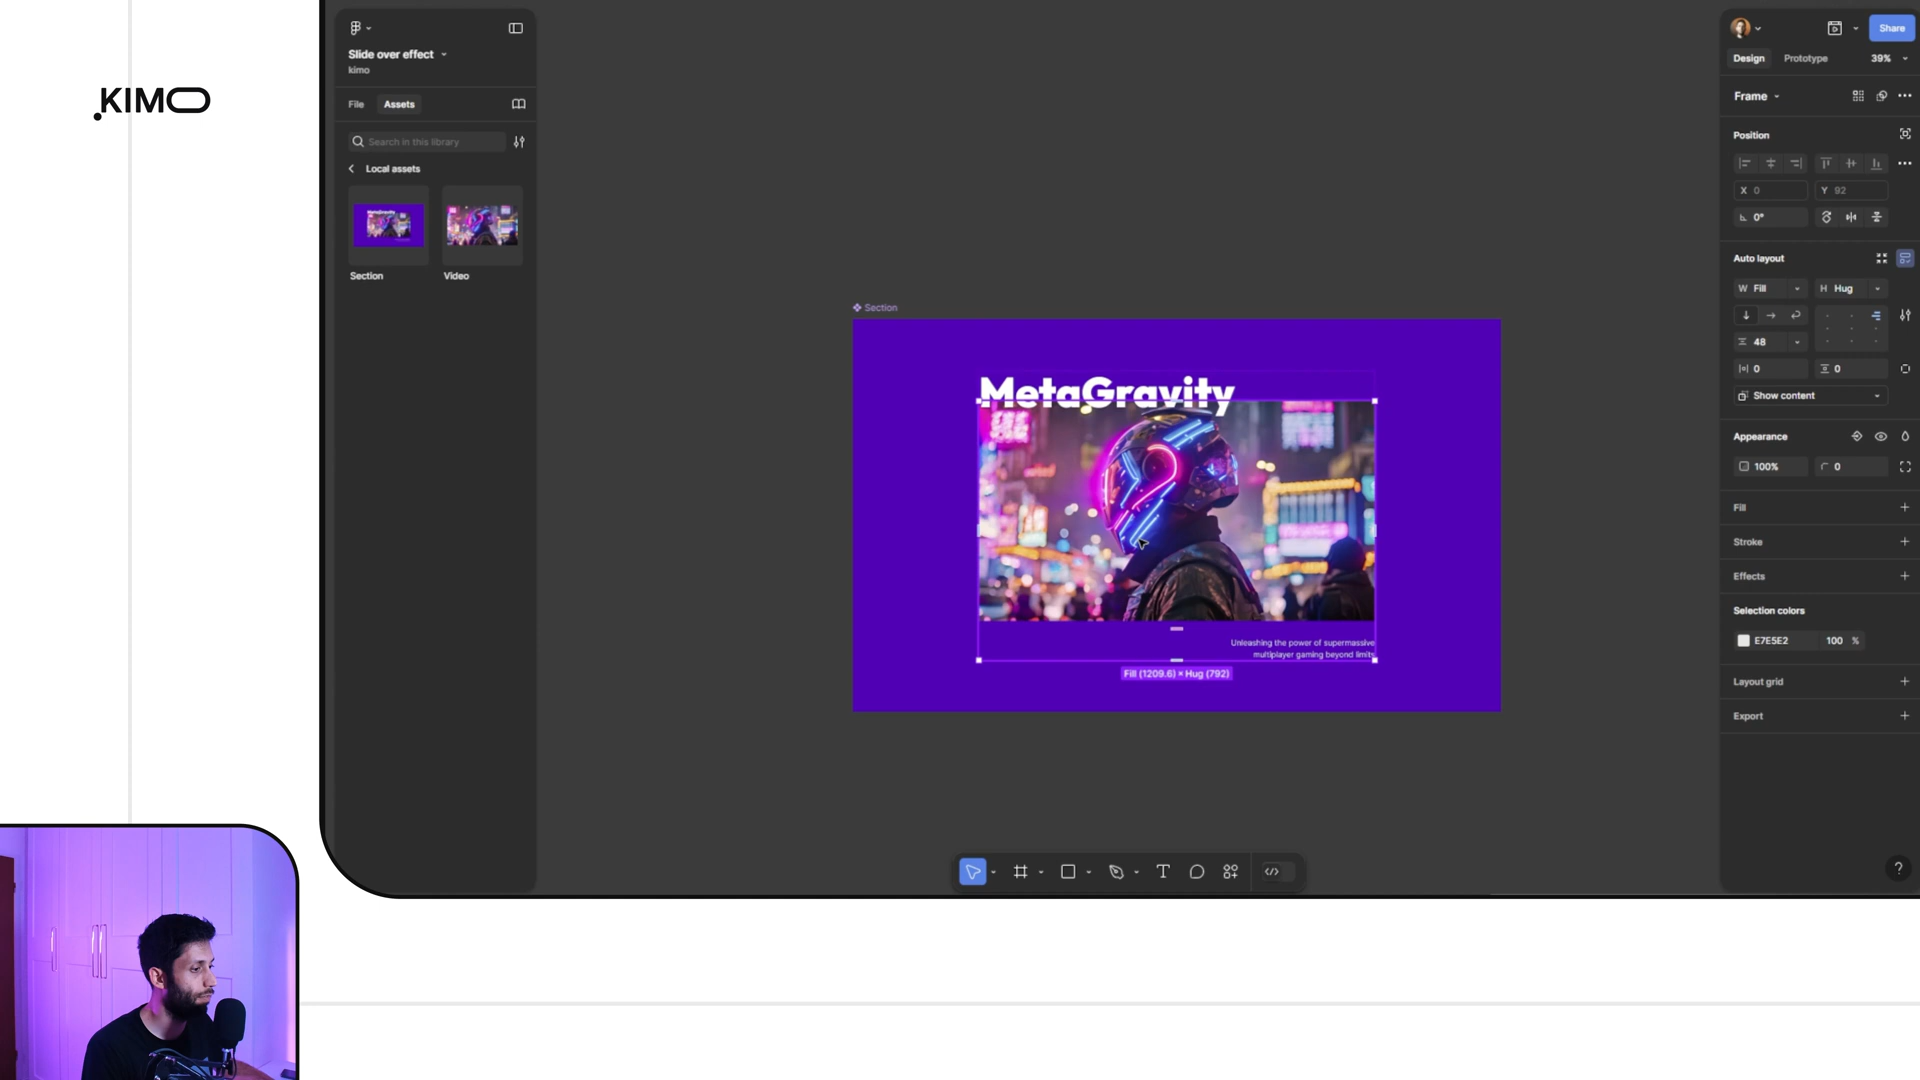 .KIMO
Slide over effect
kimo
File
Assets
Search in this library
Local assets
Section
Video
Section
MetaGravity
Unleashing the power of supermassive
multiplayer gaming beyond limits
Fill (1209.6) × Hug (792)
Share
Design
Prototype
39%
Frame
Position
X 0
Y 92
0°
Auto layout
W Fill
H Hug
48
0
0
Show content
Appearance
100%
0
Fill
Stroke
Effects
Selection colors
E7E5E2
100 %
Layout grid
Export
?